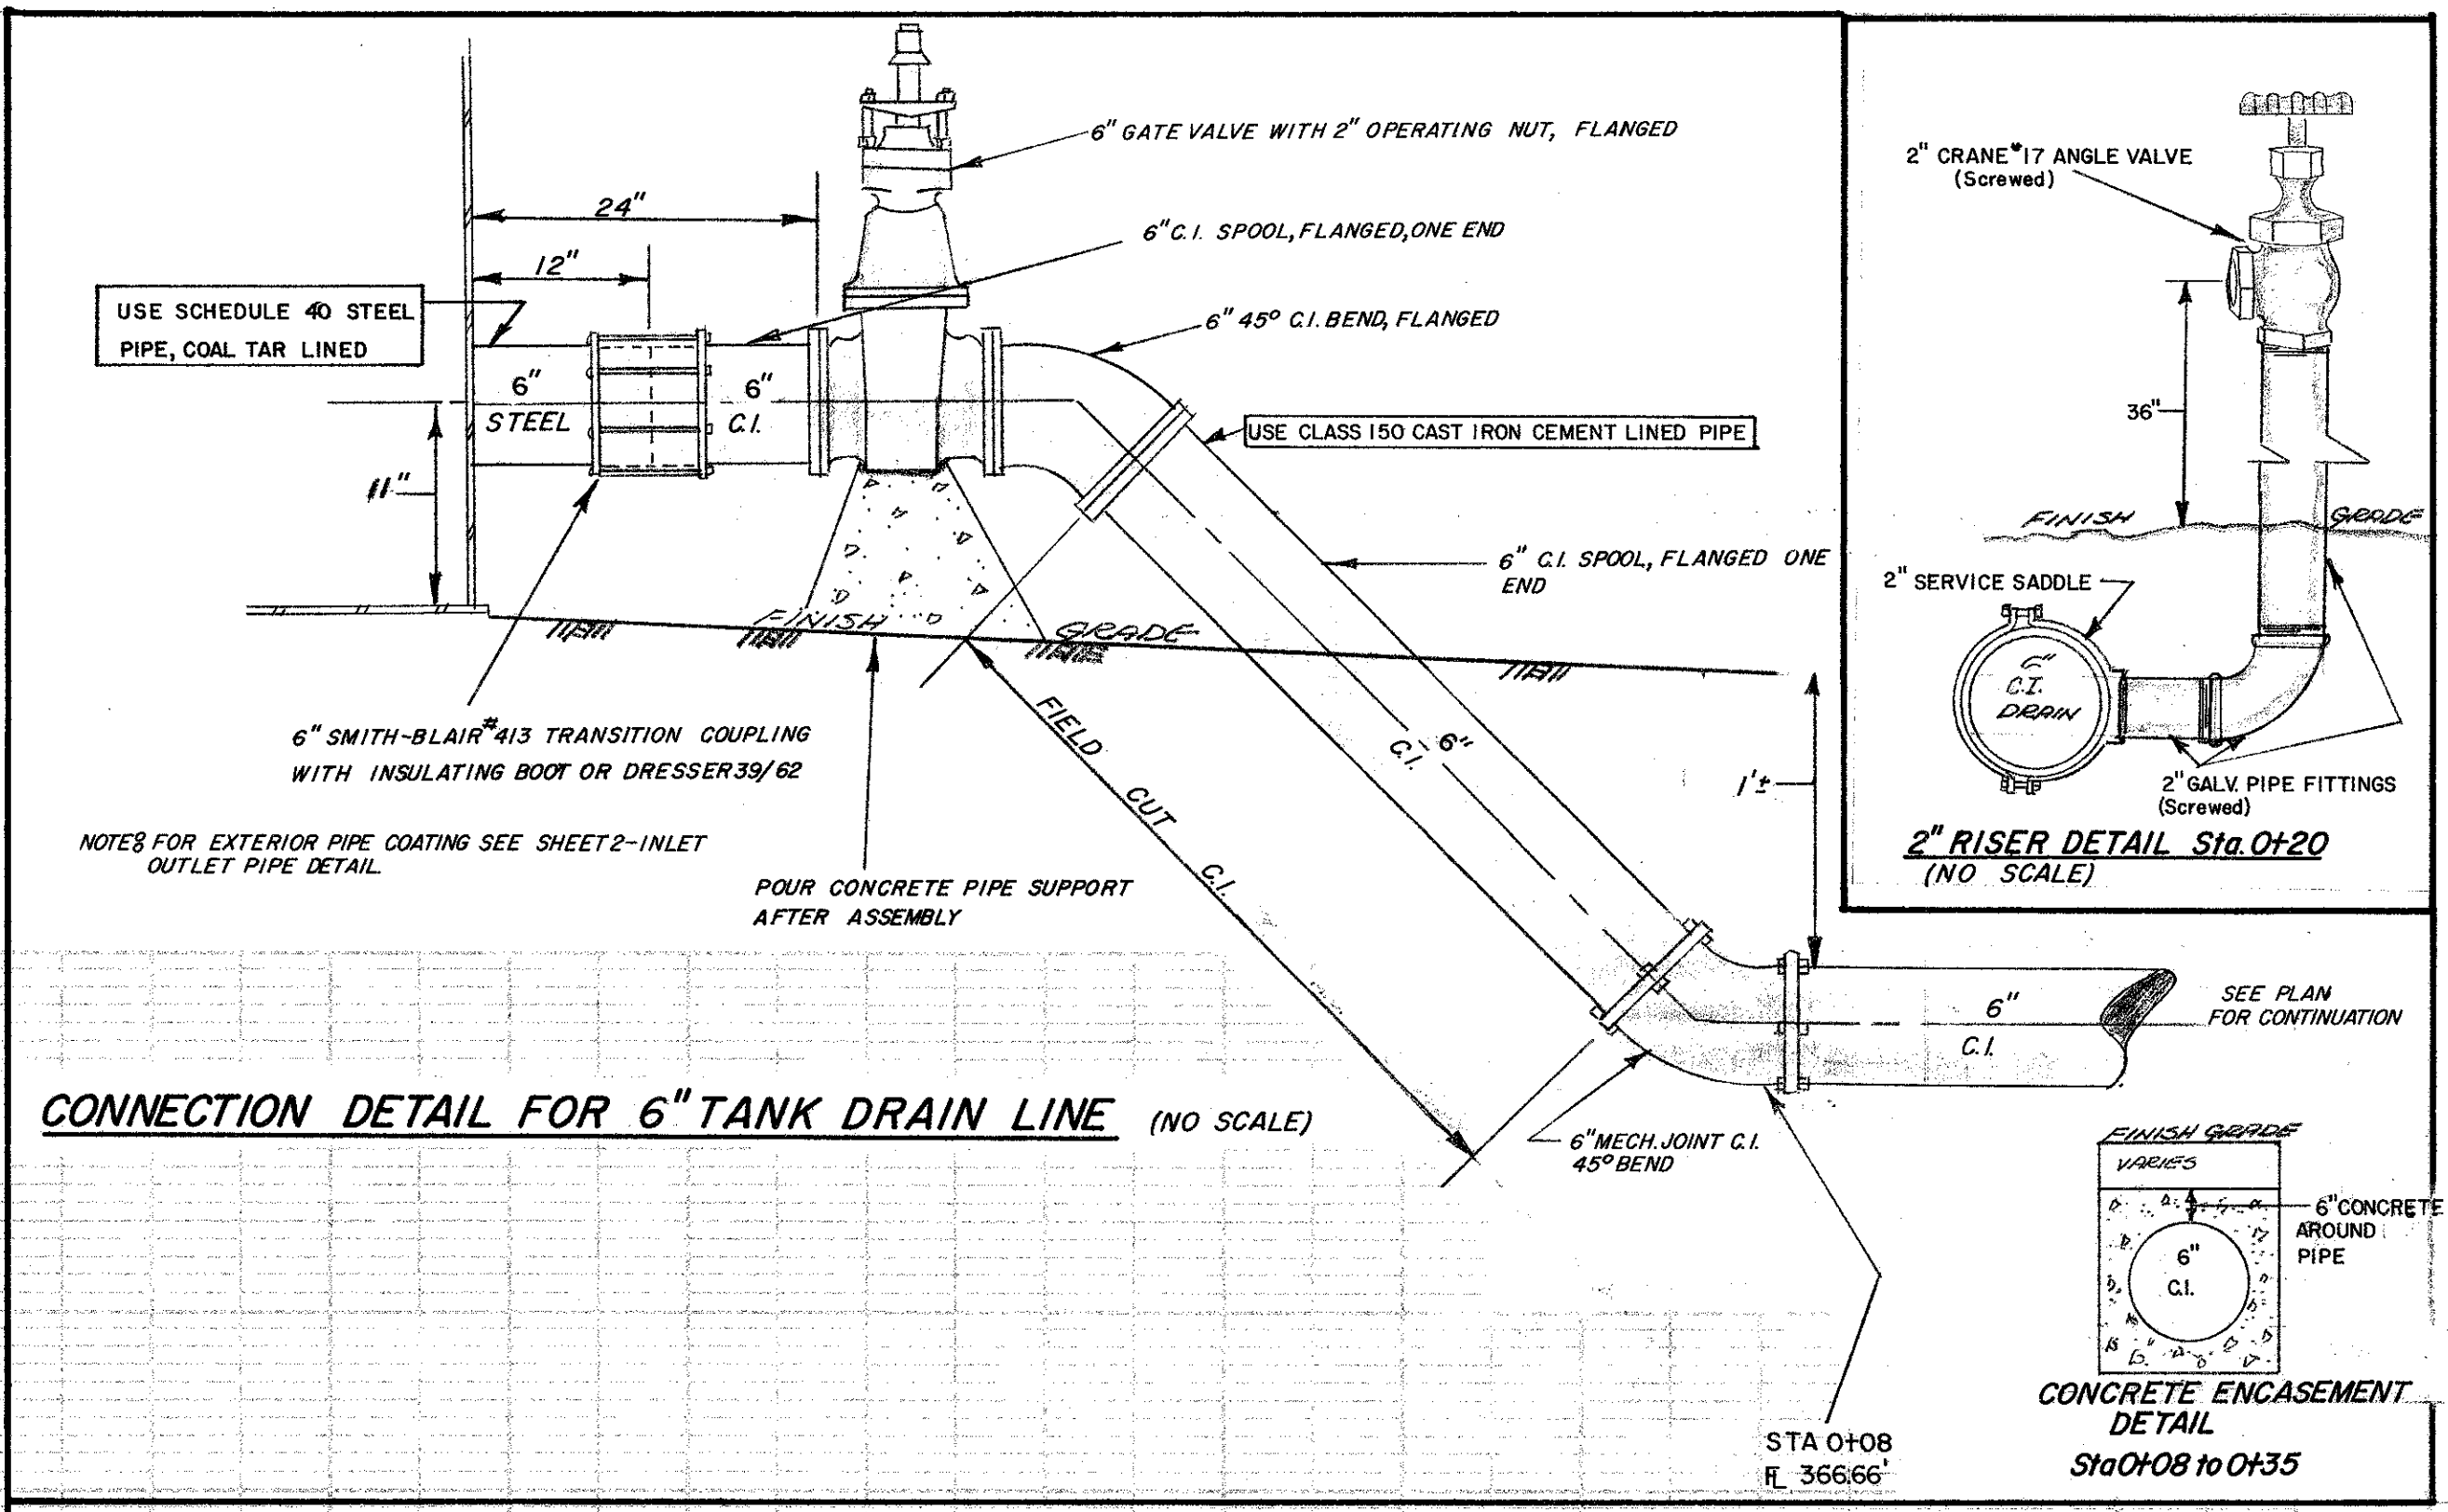 6" GATE VALVE WITH 2" OPERATING NUT, FLANGED
24"
6" C.I. SPOOL, FLANGED, ONE END
12"
USE SCHEDULE 40 STEEL
PIPE, COAL TAR LINED
6" 45° C.I. BEND, FLANGED
6"
STEEL
6"
C.I.
USE CLASS 150 CAST IRON CEMENT LINED PIPE
11"
6" C.I. SPOOL, FLANGED ONE
END
FINISH GRADE
6" SMITH-BLAIR #413 TRANSITION COUPLING
WITH INSULATING BOOT OR DRESSER 39/62
FIELD CUT C.I.
6"
C.I.
1'±
NOTE: FOR EXTERIOR PIPE COATING SEE SHEET 2-INLET
OUTLET PIPE DETAIL.
POUR CONCRETE PIPE SUPPORT
AFTER ASSEMBLY
6"
C.I.
SEE PLAN
FOR CONTINUATION
CONNECTION DETAIL FOR 6" TANK DRAIN LINE (NO SCALE)
6" MECH. JOINT C.I.
45° BEND
STA 0+08
FL 366.66'
2" CRANE #17 ANGLE VALVE
(Screwed)
36"
FINISH GRADE
2" SERVICE SADDLE
6"
C.I.
DRAIN
2" GALV. PIPE FITTINGS
(Screwed)
2" RISER DETAIL Sta. 0+20
(NO SCALE)
FINISH GRADE
VARIES
6" CONCRETE
AROUND
PIPE
6"
C.I.
CONCRETE ENCASEMENT
DETAIL
Sta 0+08 to 0+35